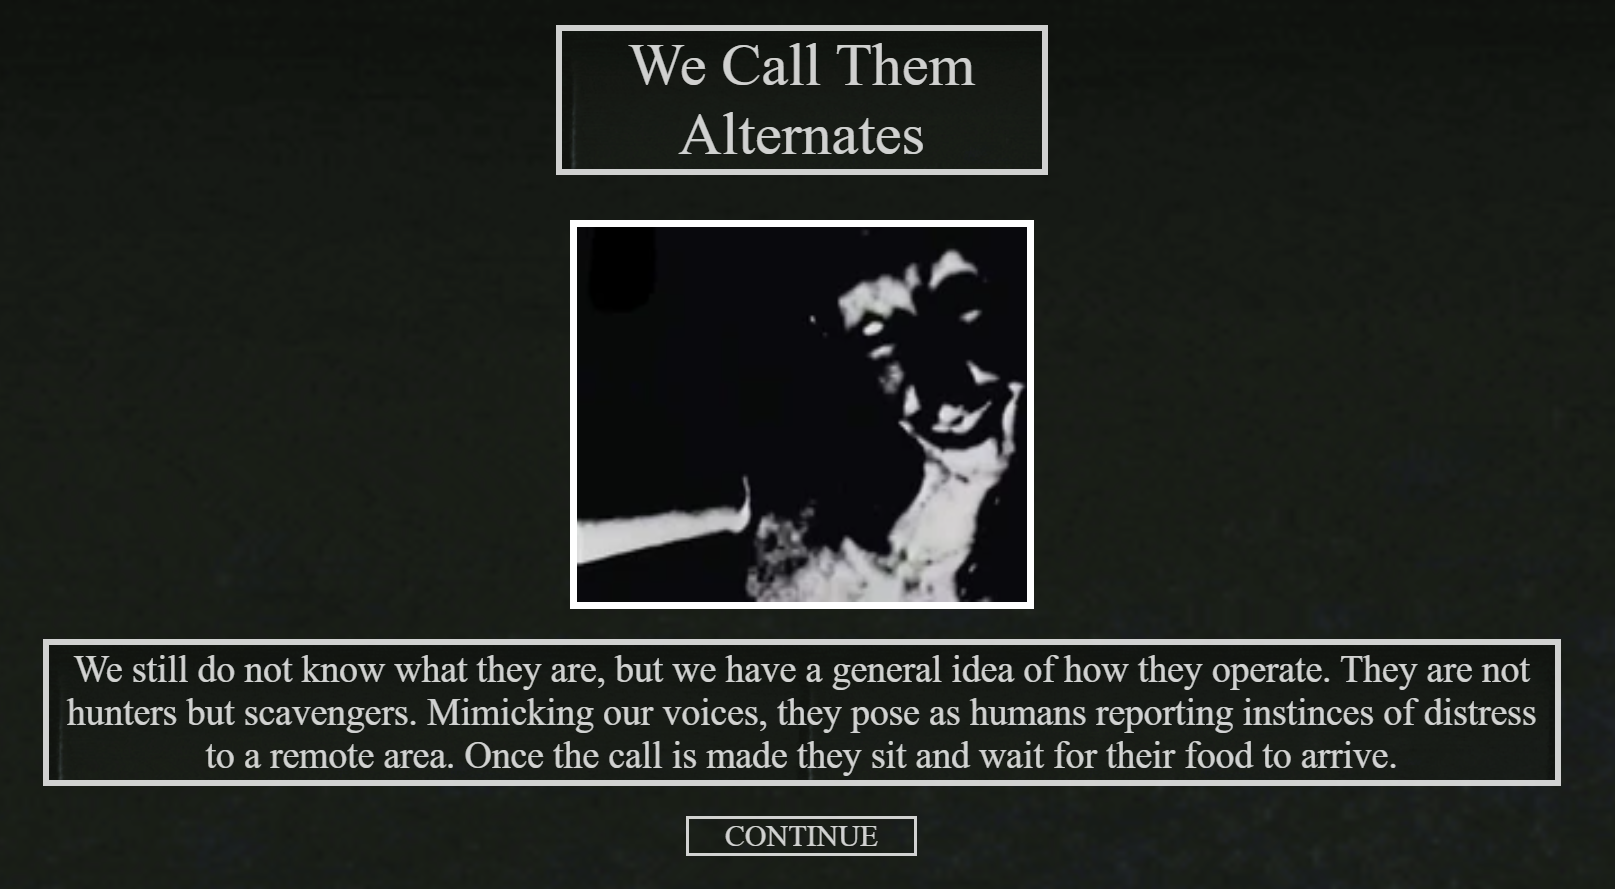 We Call Them
Alternates
We still do not know what they are, but we have a general idea of how they operate. They are not
hunters but scavengers. Mimicking our voices, they pose as humans reporting instinces of distress
to a remote area. Once the call is made they sit and wait for their food to arrive.
CONTINUE